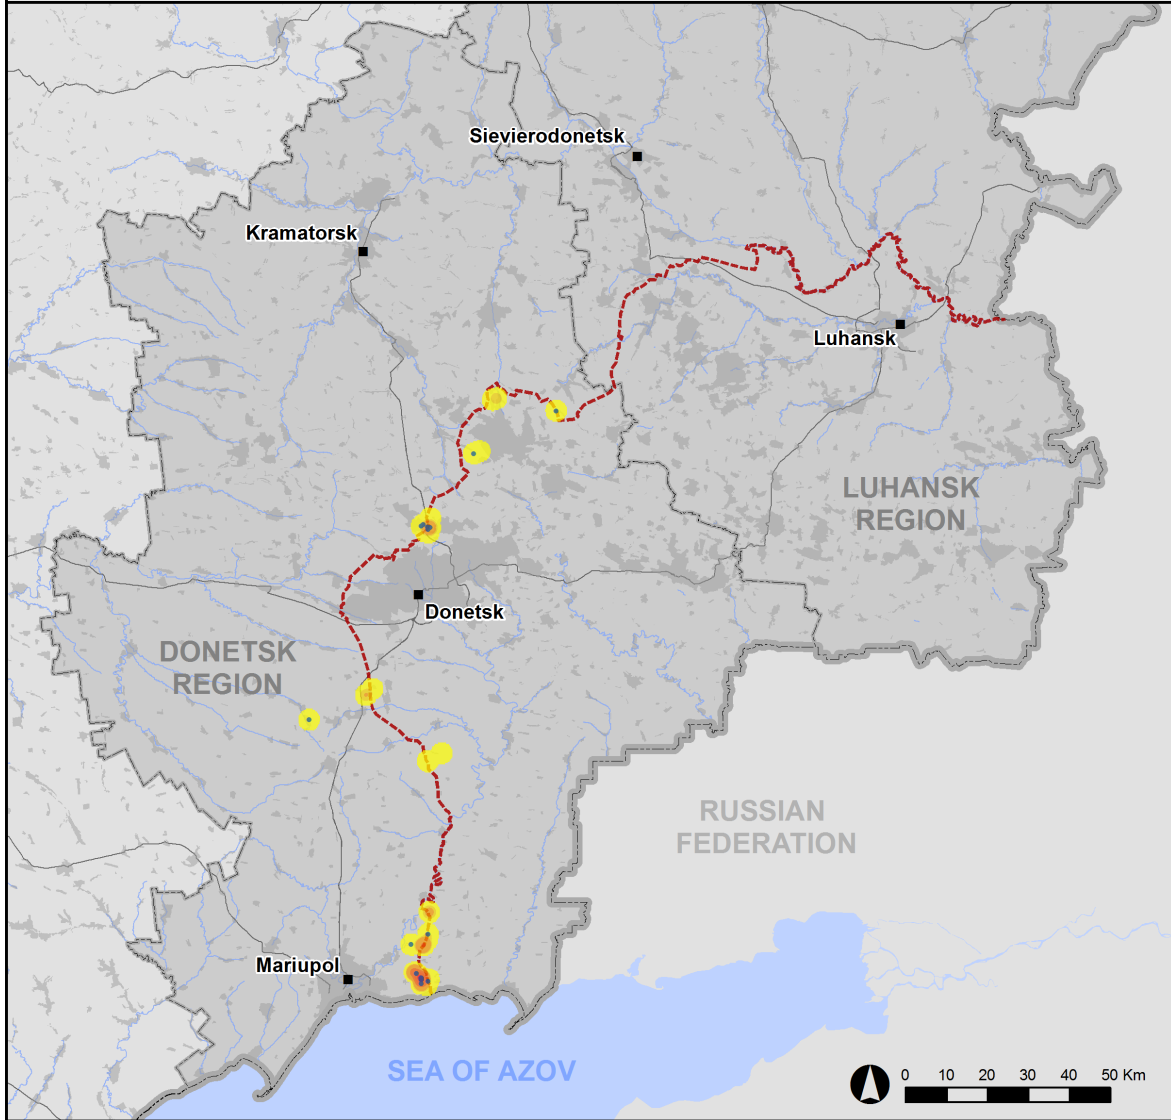 Sievierodonetsk
Kramatorsk
Luhansk
LUHANSK
REGION
Donetsk
DONETSK
REGION
RUSSIAN
FEDERATION
Mariupol
SEA OF AZOV
0 10 20 30 40 50 Km